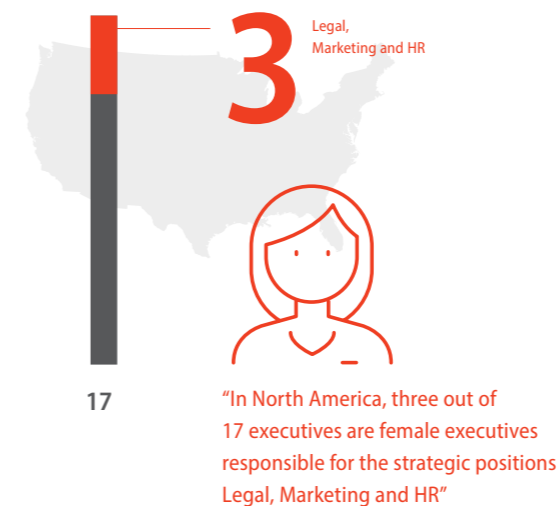 3
Legal,
Marketing and HR
17
“In North America, three out of
17 executives are female executives
responsible for the strategic positions
Legal, Marketing and HR”